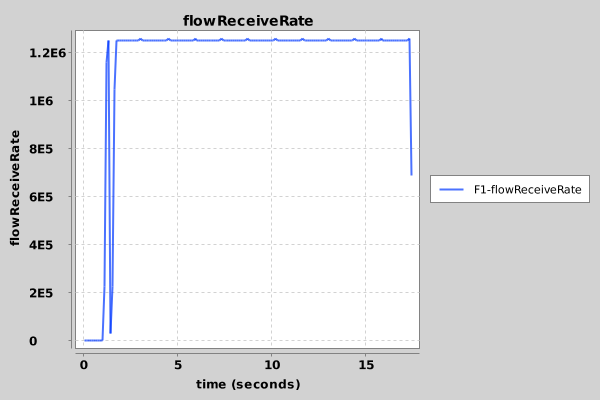 flowReceiveRate
1.2E6
1E6
8E5
6E5
4E5
2E5
0
flowReceiveRate
0 5 10 15
time (seconds)
F1-flowReceiveRate